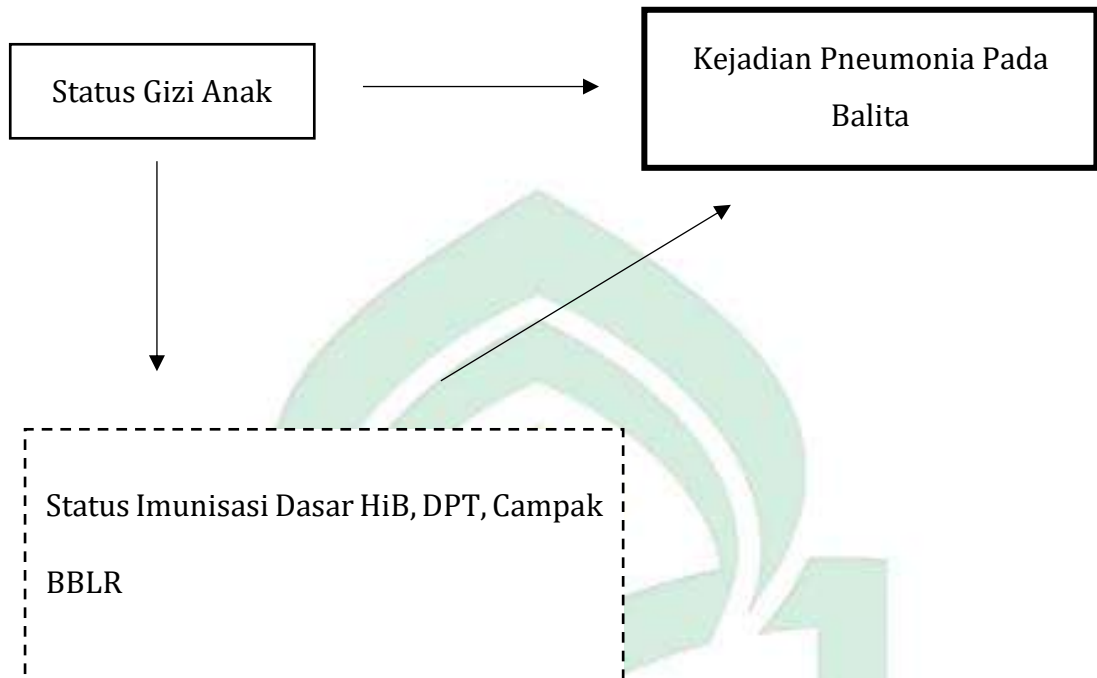 Status Gizi Anak
Kejadian Pneumonia Pada
Balita
Status Imunisasi Dasar HiB, DPT, Campak
BBLR